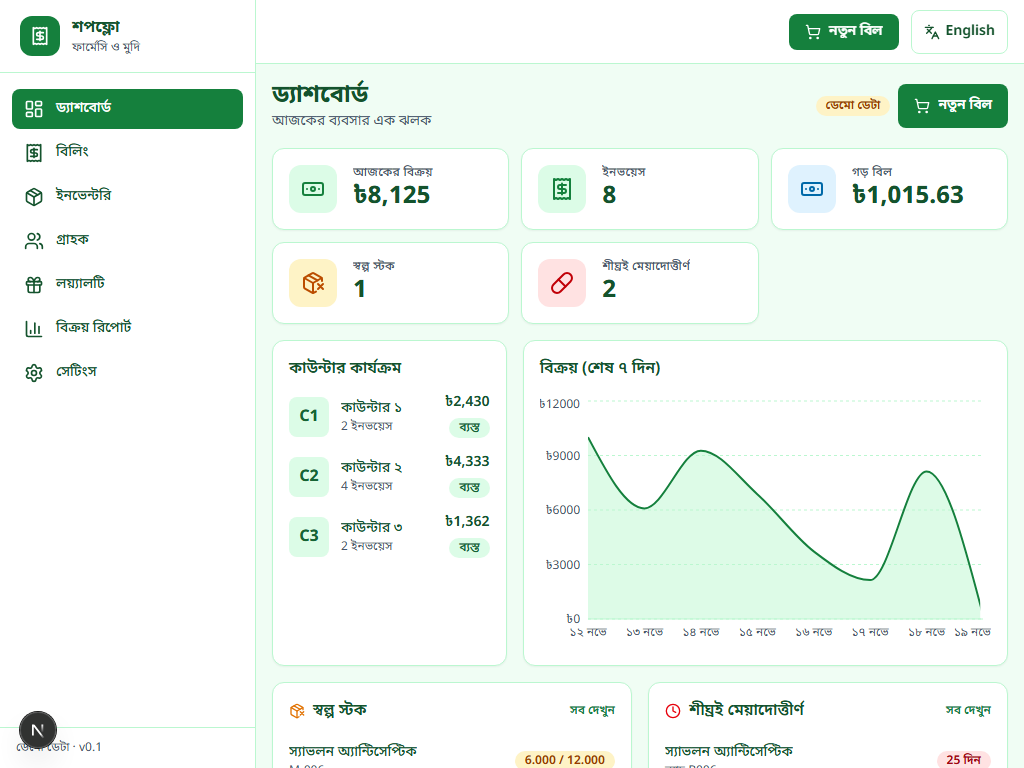 শপফ্লো
ফার্মেসি ও মুদি
নতুন বিল
English
ড্যাশবোর্ড
বিলিং
ইনভেন্টরি
গ্রাহক
লয়্যালটি
বিক্রয় রিপোর্ট
সেটিংস
ডেটা · v0.1
ড্যাশবোর্ড
আজকের ব্যবসার এক ঝলক
ডেমো ডেটা
নতুন বিল
আজকের বিক্রয়
৳8,125
ইনভয়েস
8
গড় বিল
৳1,015.63
স্বল্প স্টক
1
শীঘ্রই মেয়াদোত্তীর্ণ
2
কাউন্টার কার্যক্রম
C1
কাউন্টার ১
2 ইনভয়েস
৳2,430
ব্যস্ত
C2
কাউন্টার ২
4 ইনভয়েস
৳4,333
ব্যস্ত
C3
কাউন্টার ৩
2 ইনভয়েস
৳1,362
ব্যস্ত
বিক্রয় (শেষ ৭ দিন)
৳12000
৳9000
৳6000
৳3000
৳0
১২ নভে ১৩ নভে ১৪ নভে ১৫ নভে ১৬ নভে ১৭ নভে ১৮ নভে ১৯ নভে
স্বল্প স্টক
সব দেখুন
স্যাভলন অ্যান্টিসেপ্টিক
6.000 / 12.000
শীঘ্রই মেয়াদোত্তীর্ণ
সব দেখুন
স্যাভলন অ্যান্টিসেপ্টিক
25 দিন